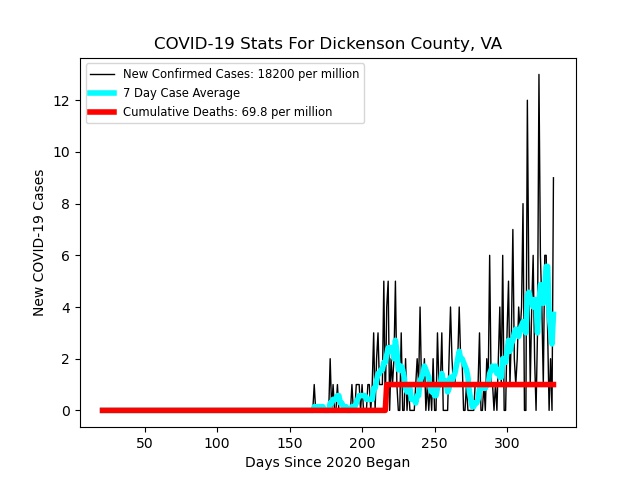 COVID-19 Stats For Dickenson County, VA
New Confirmed Cases: 18200 per million
7 Day Case Average
Cumulative Deaths: 69.8 per million
New COVID-19 Cases
12
10
8
6
4
2
0
50
100
150
200
250
300
Days Since 2020 Began